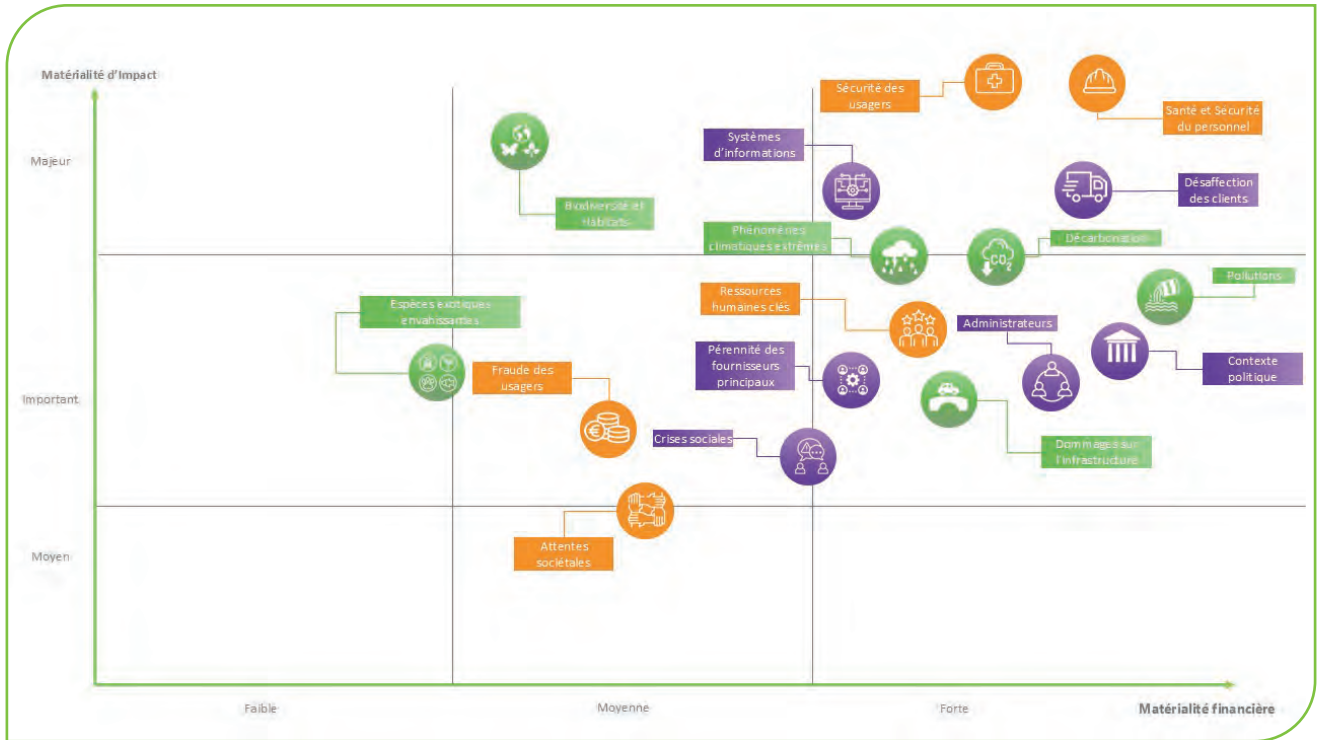 Matérialité d'Impact
Sécurité des
usagers
Santé et Sécurité
du personnel
Systèmes
d'informations
Majeur
Désaffection
des clients
Biodiversité et
Habitats
Phénomènes
climatiques extrêmes
Décarbonation
CO2
Pollutions
Ressources
humaines clés
Espèces exotiques
envahissantes
Administrateurs
Pérennité des
fournisseurs
principaux
Contexte
politique
Fraude des
usagers
Important
€
Crises sociales
Dommages sur
l'infrastructure
Attentes
sociétales
Moyen
Faible
Moyenne
Forte
Matérialité financière